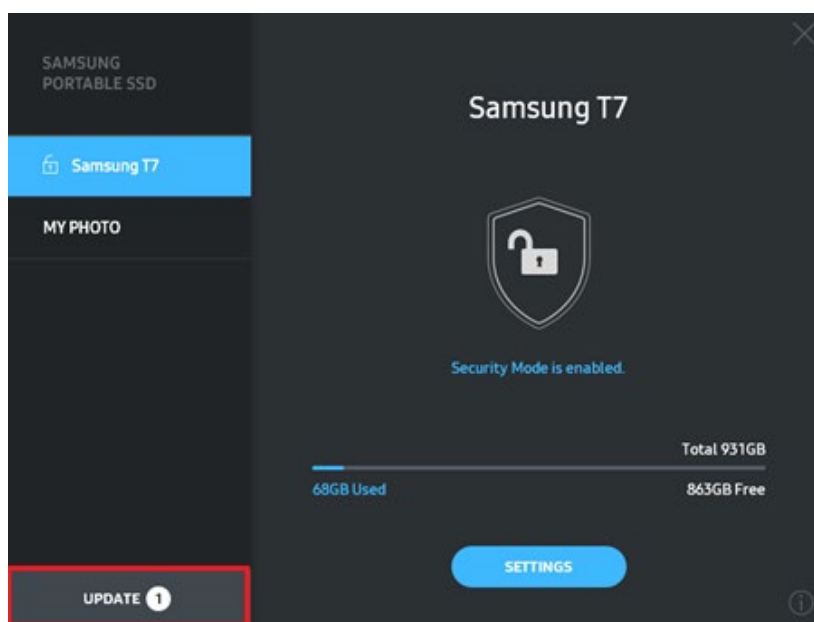 SAMSUNG
PORTABLE SSD
Samsung T7
MY PHOTO
UPDATE 1
Samsung T7
Security Mode is enabled.
Total 931GB
68GB Used
863GB Free
SETTINGS